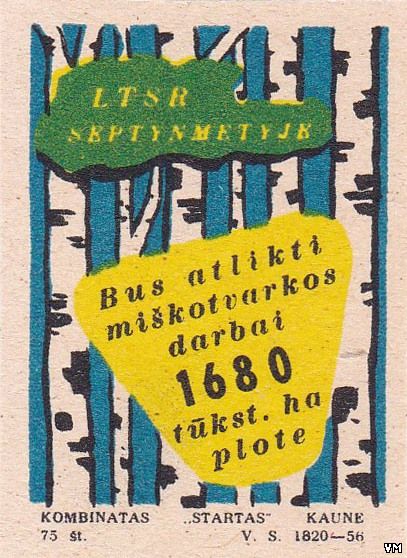 LTSR
SEPTYNMETYJE
Bus atlikti
miškotvarkos
darbai
1680
tūkst. ha
plote
KOMBINATAS „STARTAS" KAUNE
75 št. V. S. 1820—56
VM